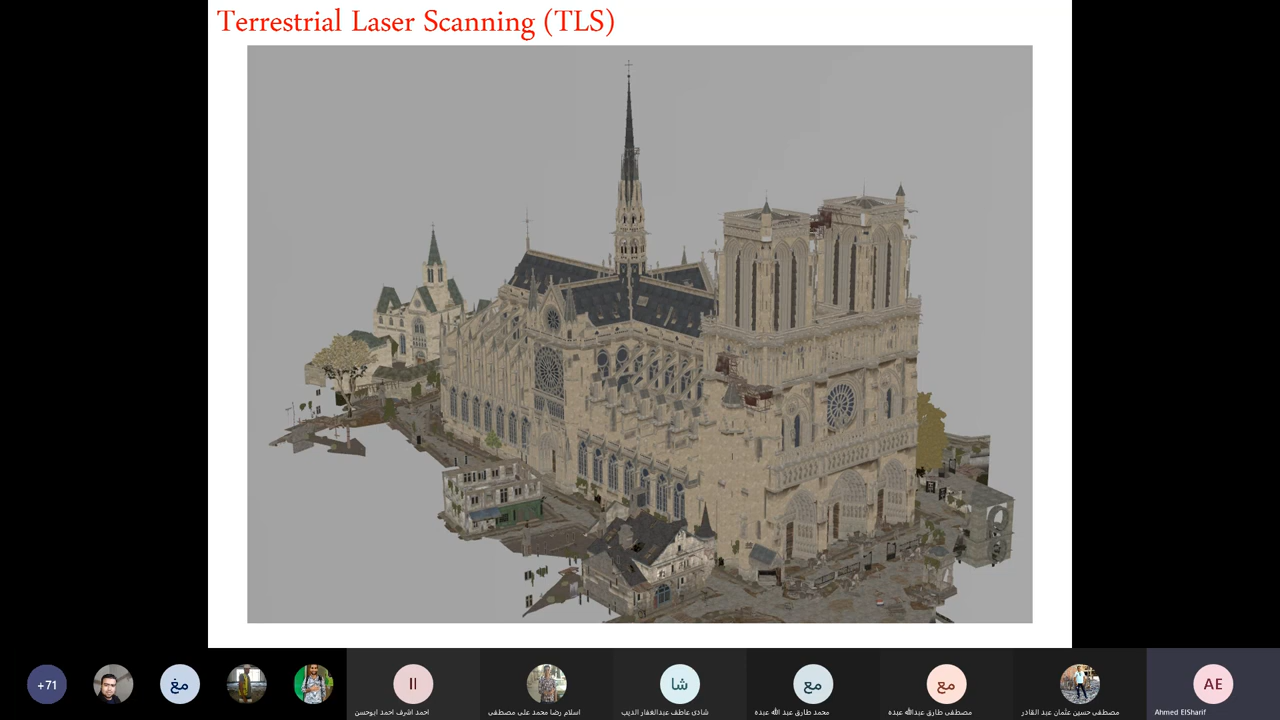 Terrestrial Laser Scanning (TLS)
+71
مغ
II
احمد اشرف احمد ابوحسن
اسلام رضا محمد على مصطفى
شا
شادى عاطف عبدالغفار الديب
مع
محمد طارق عبد الله عبده
مع
مصطفى طارق عبدالله عبده
مصطفى حسين عثمان عبد القادر
AE
Ahmed ElSharif